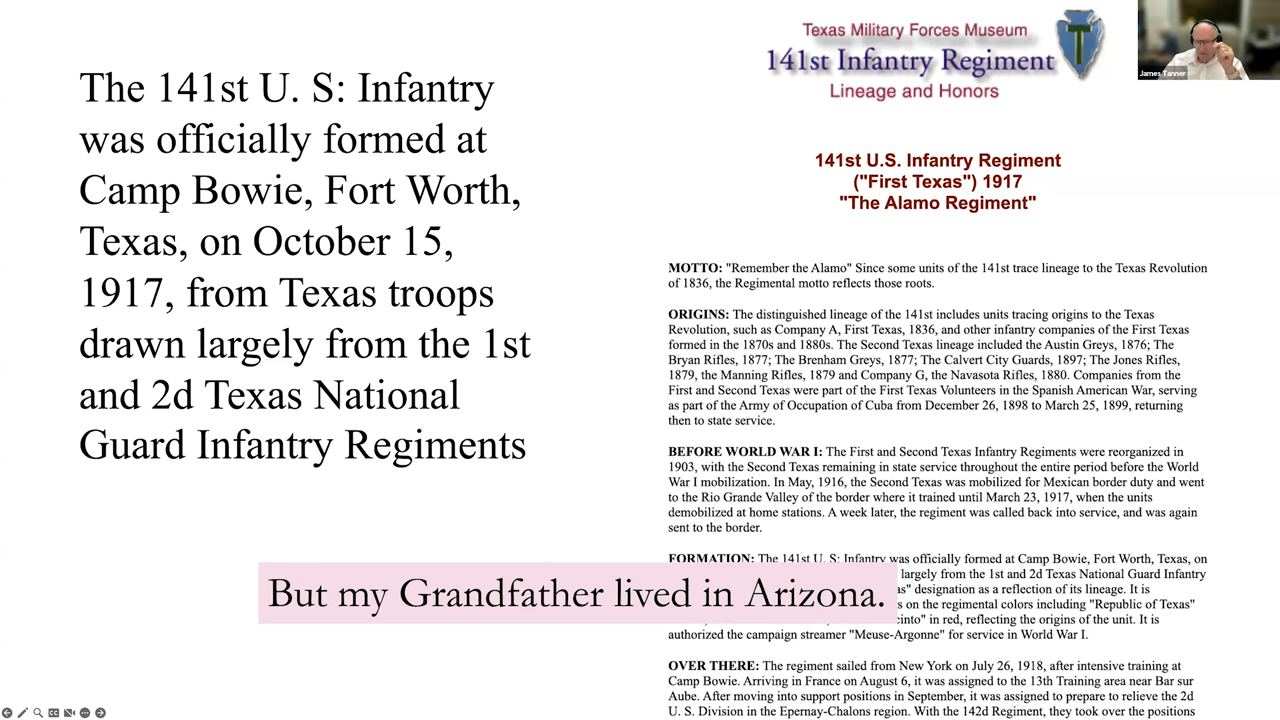 The 141st U. S: Infantry
was officially formed at
Camp Bowie, Fort Worth,
Texas, on October 15,
1917, from Texas troops
drawn largely from the 1st
and 2d Texas National
Guard Infantry Regiments
Texas Military Forces Museum
141st Infantry Regiment
Lineage and Honors
T
James Tanner
141st U.S. Infantry Regiment
("First Texas") 1917
"The Alamo Regiment"
MOTTO: "Remember the Alamo" Since some units of the 141st trace lineage to the Texas Revolution
of 1836, the Regimental motto reflects those roots.
ORIGINS: The distinguished lineage of the 141st includes units tracing origins to the Texas
Revolution, such as Company A, First Texas, 1836, and other infantry companies of the First Texas
formed in the 1870s and 1880s. The Second Texas lineage included the Austin Greys, 1876; The
Bryan Rifles, 1877; The Brenham Greys, 1877; The Calvert City Guards, 1897; The Jones Rifles,
1879, the Manning Rifles, 1879 and Company G, the Navasota Rifles, 1880. Companies from the
First and Second Texas were part of the First Texas Volunteers in the Spanish American War, serving
as part of the Army of Occupation of Cuba from December 26, 1898 to March 25, 1899, returning
then to state service.
BEFORE WORLD WAR I: The First and Second Texas Infantry Regiments were reorganized in
1903, with the Second Texas remaining in state service throughout the entire period before the World
War I mobilization. In May, 1916, the Second Texas was mobilized for Mexican border duty and went
to the Rio Grande Valley of the border where it trained until March 23, 1917, when the units
demobilized at home stations. A week later, the regiment was called back into service, and was again
sent to the border.
FORMATION: The 141st U. S: Infantry was officially formed at Camp Bowie, Fort Worth, Texas, on
largely from the 1st and 2d Texas National Guard Infantry
as" designation as a reflection of its lineage. It is
s on the regimental colors including "Republic of Texas"
cinto" in red, reflecting the origins of the unit. It is
authorized the campaign streamer "Meuse-Argonne" for service in World War I.
But my Grandfather lived in Arizona.
OVER THERE: The regiment sailed from New York on July 26, 1918, after intensive training at
Camp Bowie. Arriving in France on August 6, it was assigned to the 13th Training area near Bar sur
Aube. After moving into support positions in September, it was assigned to prepare to relieve the 2d
U. S. Division in the Epernay-Chalons region. With the 142d Regiment, they took over the positions